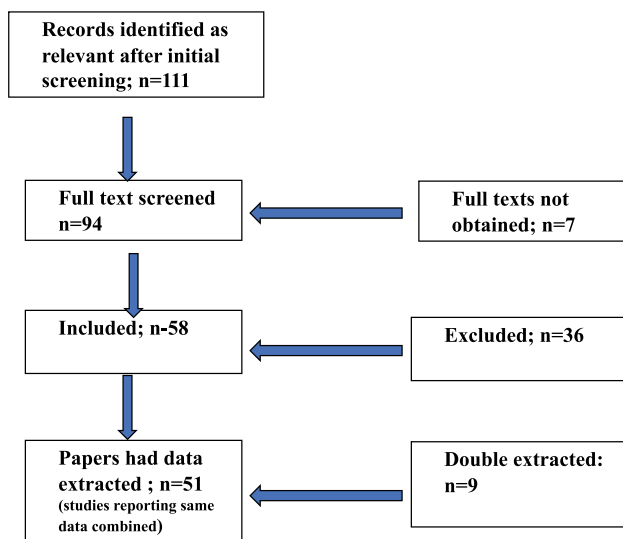 Records identified as
relevant after initial
screening; n=111
Full text screened
n=94
Full texts not
obtained; n=7
Included; n-58
Excluded; n=36
Papers had data
extracted ; n=51
(studies reporting same
data combined)
Double extracted:
n=9